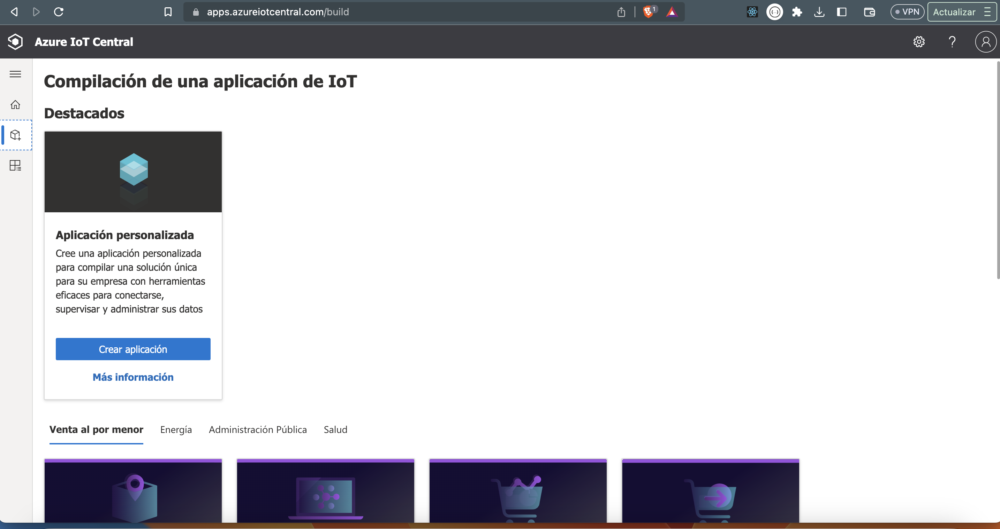 apps.azureiotcentral.com/build
1
VPN
Actualizar
Azure IoT Central
Compilación de una aplicación de IoT
Destacados
Aplicación personalizada
Cree una aplicación personalizada
para compilar una solución única
para su empresa con herramientas
eficaces para conectarse,
supervisar y administrar sus datos
Crear aplicación
Más información
Venta al por menor
Energía
Administración Pública
Salud